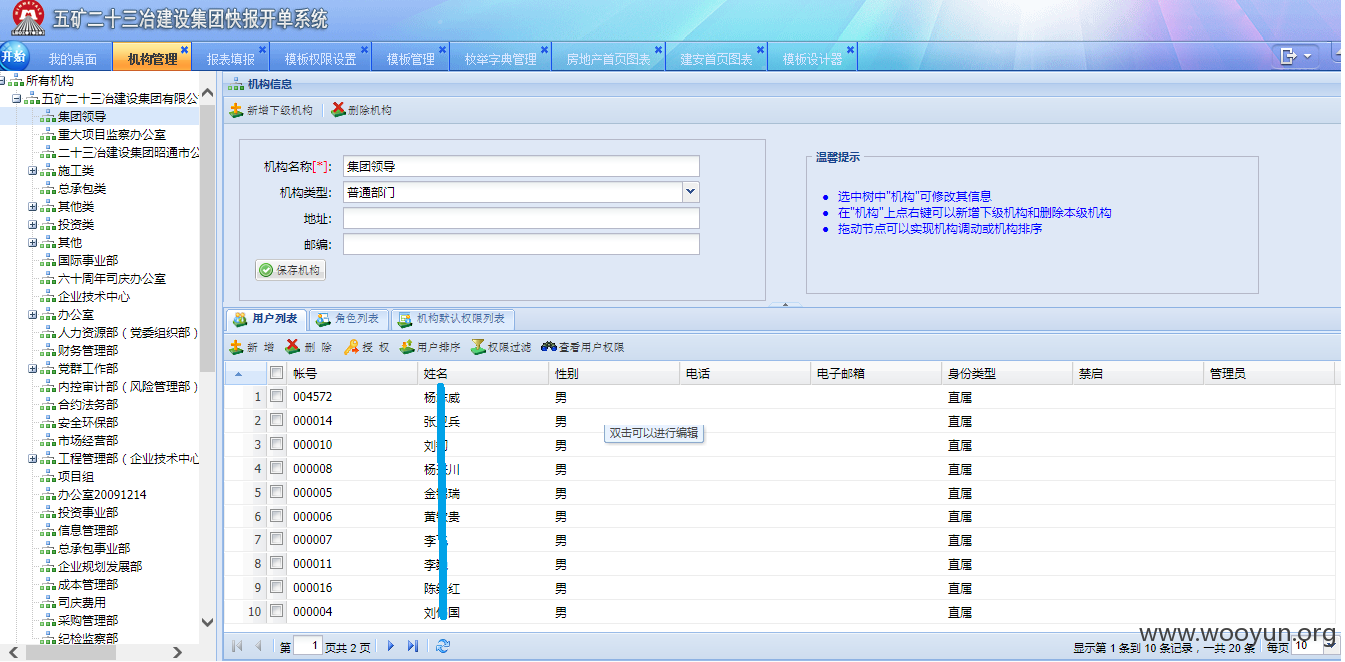 五矿二十三冶建设集团快报开单系统
开始 我的桌面 机构管理 报表填报 模板权限设置 模板管理 枚举字典管理 房地产首页图表 建安首页图表 模板设计器
所有机构
五矿二十三冶建设集团有限公
集团领导
重大项目监察办公室
二十三冶建设集团昭通市公
施工类
总承包类
其他类
投资类
其他
国际事业部
六十周年司庆办公室
企业技术中心
办公室
人力资源部（党委组织部）
财务管理部
党群工作部
内控审计部（风险管理部）
合约法务部
安全环保部
市场经营部
工程管理部（企业技术中心
项目组
办公室20091214
投资事业部
信息管理部
总承包事业部
企业规划发展部
成本管理部
司庆费用
采购管理部
纪检监察部
机构信息
新增下级机构 删除机构
机构名称[*]: 集团领导
机构类型: 普通部门
地址:
邮编:
保存机构
温馨提示
选中树中"机构"可修改其信息
在"机构"上点右键可以新增下级机构和删除本级机构
拖动节点可以实现机构调动或机构排序
用户列表 角色列表 机构默认权限列表
新 增 删 除 授 权 用户排序 权限过滤 查看用户权限
帐号 姓名 性别 电话 电子邮箱 身份类型 禁启 管理员
1 004572 杨 威 男 直属
2 000014 张 兵 男 直属
3 000010 刘 男 直属
4 000008 杨 川 男 直属
5 000005 金 瑞 男 直属
6 000006 黄 贵 男 直属
7 000007 李 男 直属
8 000011 李 男 直属
9 000016 陈 红 男 直属
10 000004 刘 国 男 直属
双击可以进行编辑
第 1 页共 2 页
显示第 1 条到 10 条记录，一共 20 条 每页 10
www.wooyun.org